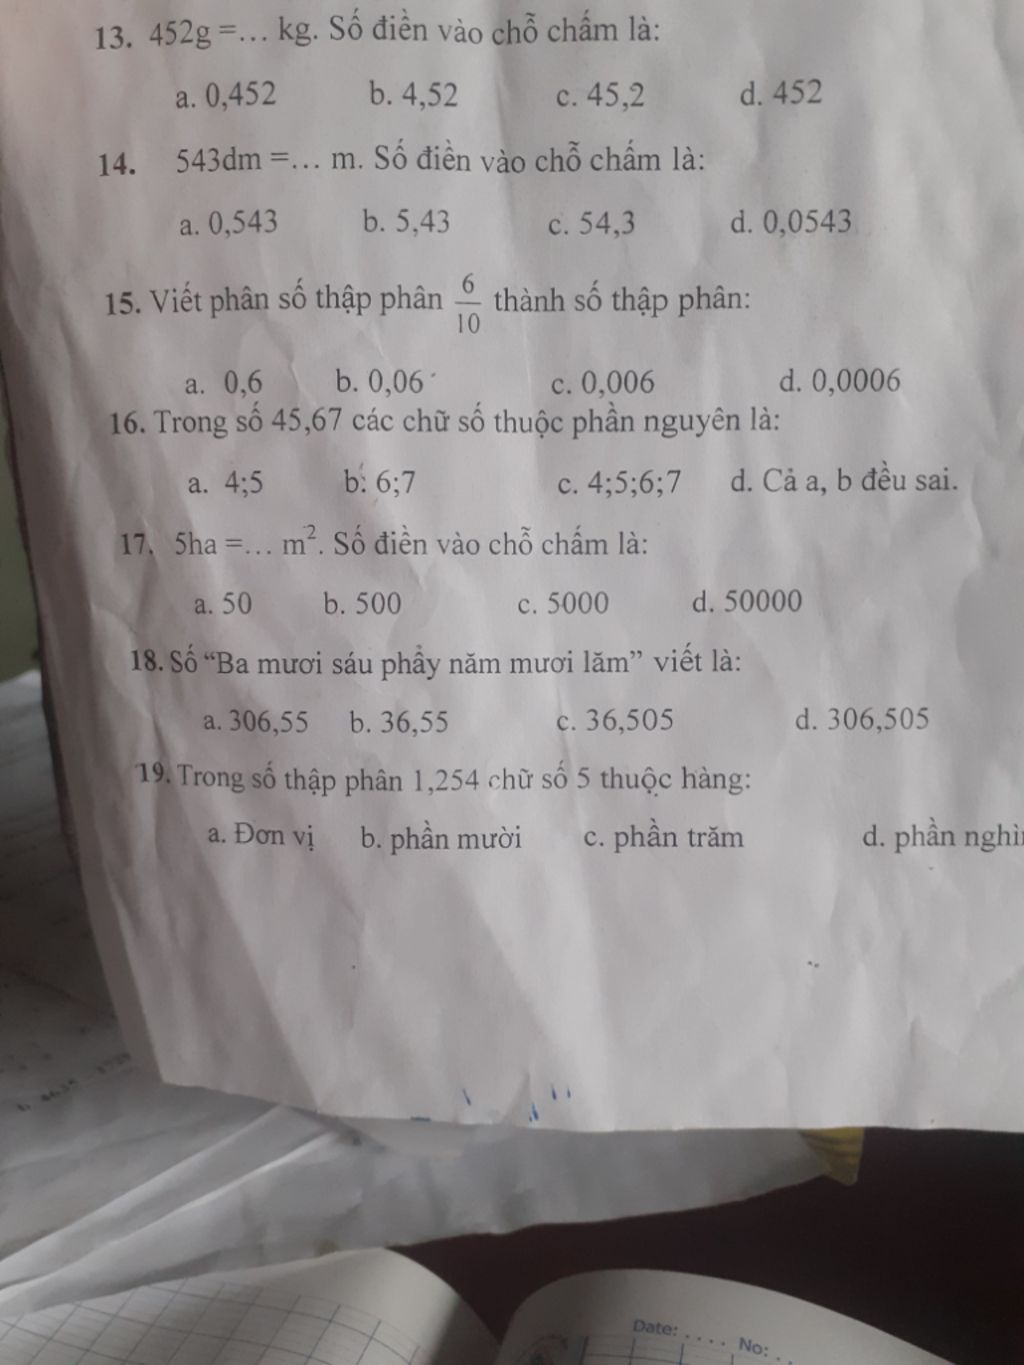 13. 452g =... kg. Số điền vào chỗ chấm là:
a. 0,452 b. 4,52 c. 45,2 d. 452
14. 543dm =... m. Số điền vào chỗ chấm là:
a. 0,543 b. 5,43 c. 54,3 d. 0,0543
15. Viết phân số thập phân 6/10 thành số thập phân:
a. 0,6 b. 0,06 c. 0,006 d. 0,0006
16. Trong số 45,67 các chữ số thuộc phần nguyên là:
a. 4;5 b. 6;7 c. 4;5;6;7 d. Cả a, b đều sai.
17. 5ha =... m². Số điền vào chỗ chấm là:
a. 50 b. 500 c. 5000 d. 50000
18. Số “Ba mươi sáu phẩy năm mươi lăm” viết là:
a. 306,55 b. 36,55 c. 36,505 d. 306,505
19. Trong số thập phân 1,254 chữ số 5 thuộc hàng:
a. Đơn vị b. phần mười c. phần trăm d. phần
Date: .... No: ..